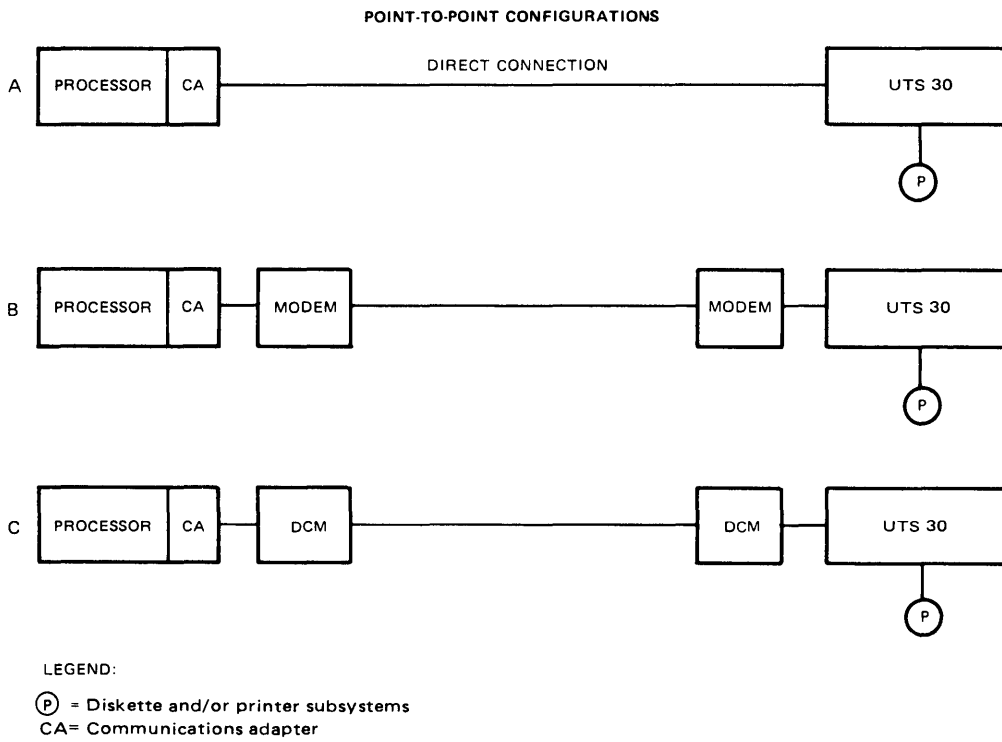 POINT-TO-POINT CONFIGURATIONS
DIRECT CONNECTION
A PROCESSOR CA UTS 30
P
B PROCESSOR CA MODEM MODEM UTS 30
P
C PROCESSOR CA DCM DCM UTS 30
P
LEGEND:
P = Diskette and/or printer subsystems
CA= Communications adapter